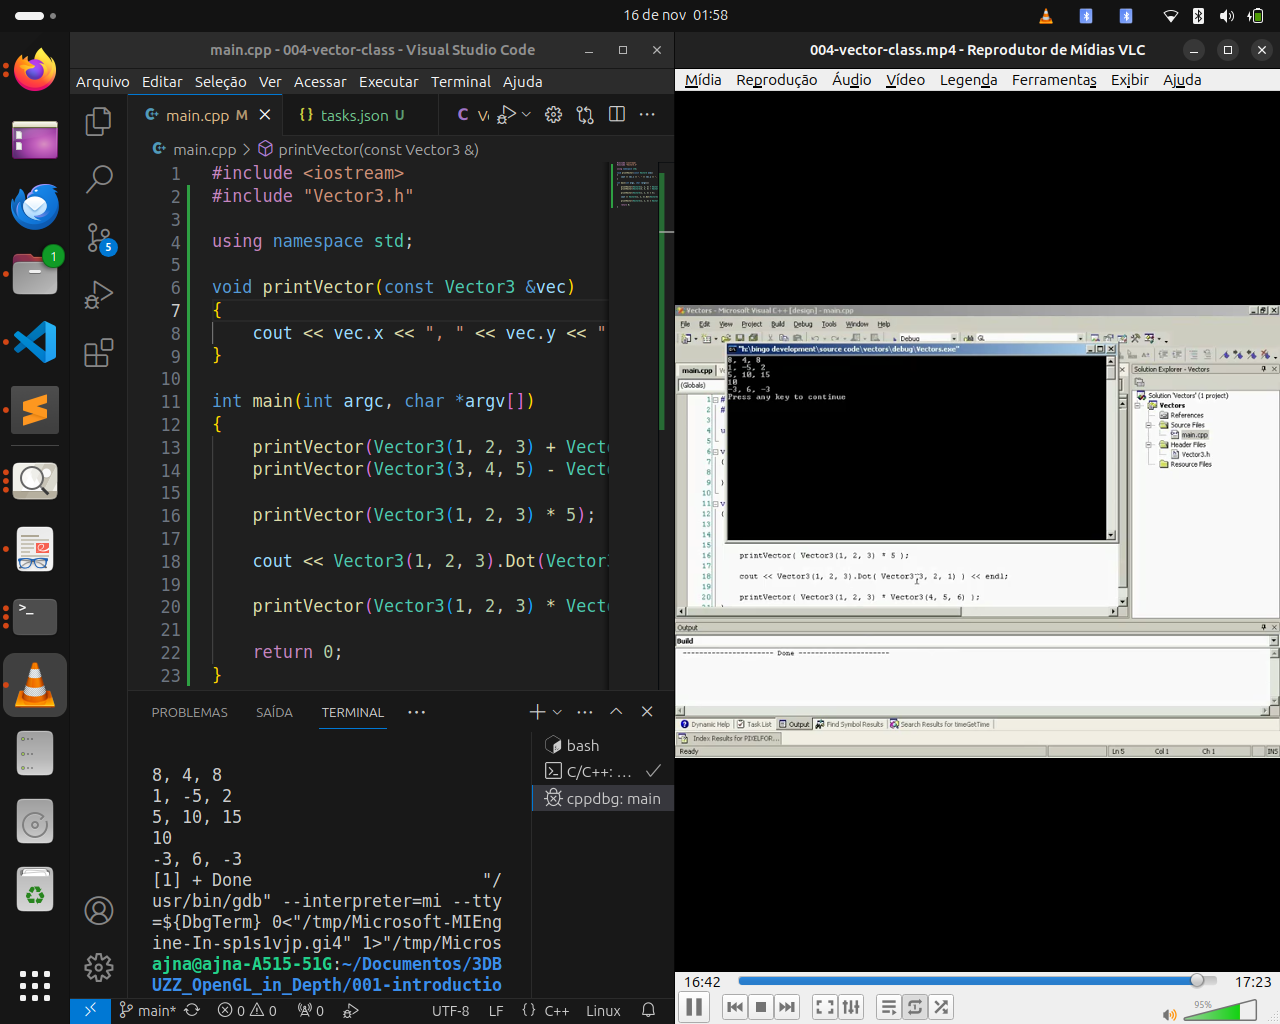 16 de nov 01:58
main.cpp - 004-vector-class - Visual Studio Code
Arquivo Editar Seleção Ver Acessar Executar Terminal Ajuda
main.cpp M
tasks.json U
main.cpp > printVector(const Vector3 &)
1 #include <iostream>
2 #include "Vector3.h"
3
4 using namespace std;
5
6 void printVector(const Vector3 &vec)
7 {
8 cout << vec.x << ", " << vec.y << "
9 }
10
11 int main(int argc, char *argv[])
12 {
13 printVector(Vector3(1, 2, 3) + Vect
14 printVector(Vector3(3, 4, 5) - Vect
15
16 printVector(Vector3(1, 2, 3) * 5);
17
18 cout << Vector3(1, 2, 3).Dot(Vector
19
20 printVector(Vector3(1, 2, 3) * Vect
21
22 return 0;
23 }
5
1
PROBLEMAS SAÍDA TERMINAL
8, 4, 8
1, -5, 2
5, 10, 15
10
-3, 6, -3
[1] + Done "/
usr/bin/gdb" --interpreter=mi --tty
=${DbgTerm} 0<"/tmp/Microsoft-MIEng
ine-In-sp1s1vjp.gi4" 1>"/tmp/Micros
ajna@ajna-A515-51G:~/Documentos/3DB
UZZ_OpenGL_in_Depth/001-introductio
bash
C/C++: ...
cppdbg: main
main* 0 0 0 UTF-8 LF {} C++ Linux
004-vector-class.mp4 - Reprodutor de Mídias VLC
Mídia Reprodução Áudio Vídeo Legenda Ferramentas Exibir Ajuda
Vectors - Microsoft Visual C++ [design] - main.cpp
File Edit View Project Build Debug Tools Window Help
Debug
"h:\bingo development\source code\vectors\debug\Vectors.exe"
8, 4, 8
1, -5, 2
5, 10, 15
10
-3, 6, -3
Press any key to continue
main.cpp
(Globals)
16 printVector( Vector3(1, 2, 3) * 5 );
17
18 cout << Vector3(1, 2, 3).Dot( Vector3(3, 2, 1) ) << endl;
19
20 printVector( Vector3(1, 2, 3) * Vector3(4, 5, 6) );
Solution Explorer - Vectors
Solution 'Vectors' (1 project)
Vectors
References
Source Files
main.cpp
Header Files
Vector3.h
Resource Files
Output
Build
---------------------- Done ----------------------
Dynamic Help Task List Output Find Symbol Results Search Results for timeGetTime
Index Results for PIXELFOR...
Ready Ln 5 Col 1 Ch 1 INS
16:42
17:23
95%